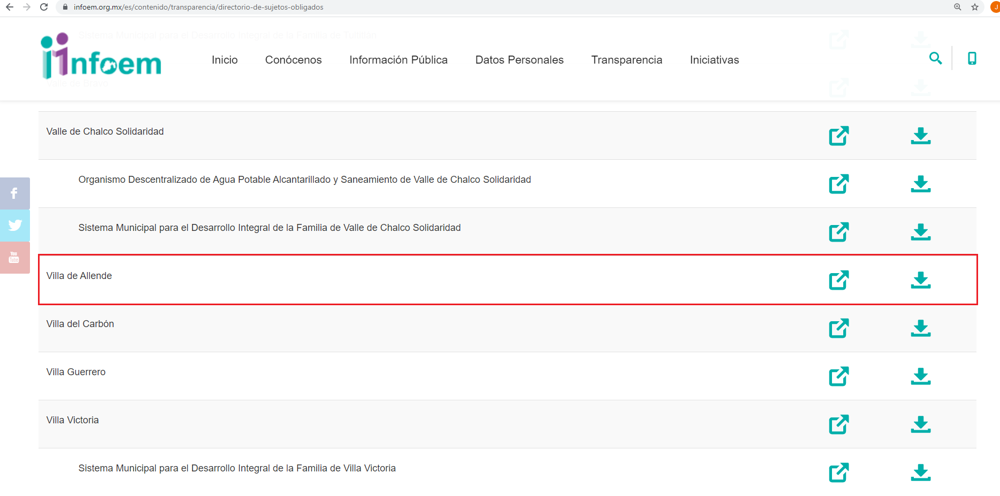 infoem.org.mx/es/contenido/transparencia/directorio-de-sujetos-obligados
J
Sistema Municipal para el Desarrollo Integral de la Familia de Tultitlán
infoem
Inicio
Conócenos
Información Pública
Datos Personales
Transparencia
Iniciativas
Valle de Bravo
Valle de Chalco Solidaridad
Organismo Descentralizado de Agua Potable Alcantarillado y Saneamiento de Valle de Chalco Solidaridad
Sistema Municipal para el Desarrollo Integral de la Familia de Valle de Chalco Solidaridad
You
Tube
Villa de Allende
Villa del Carbón
Villa Guerrero
Villa Victoria
Sistema Municipal para el Desarrollo Integral de la Familia de Villa Victoria